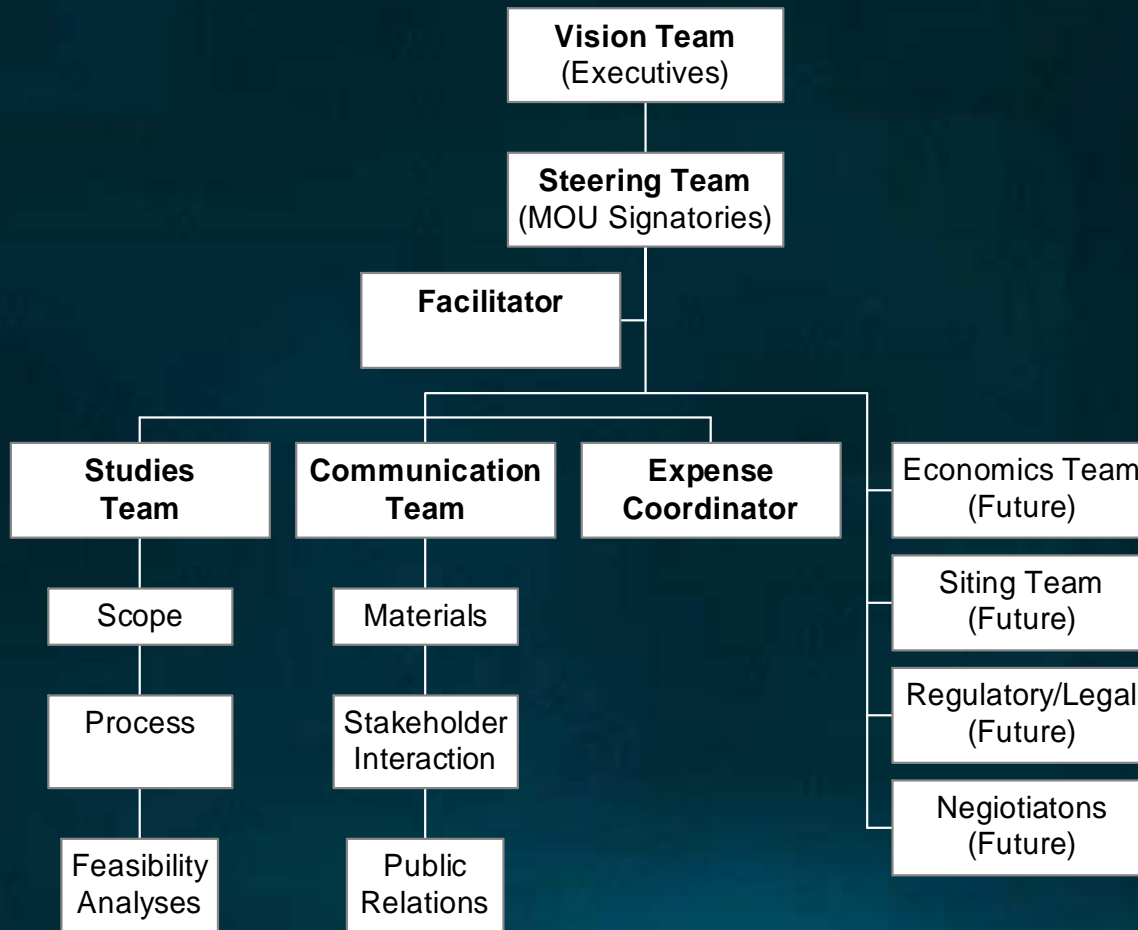 Vision Team
(Executives)
Steering Team
(MOU Signatories)
Facilitator
Studies
Team
Communication
Team
Expense
Coordinator
Scope
Process
Feasibility
Analyses
Materials
Stakeholder
Interaction
Public
Relations
Economics Team
(Future)
Siting Team
(Future)
Regulatory/Legal
(Future)
Negiotiatons
(Future)